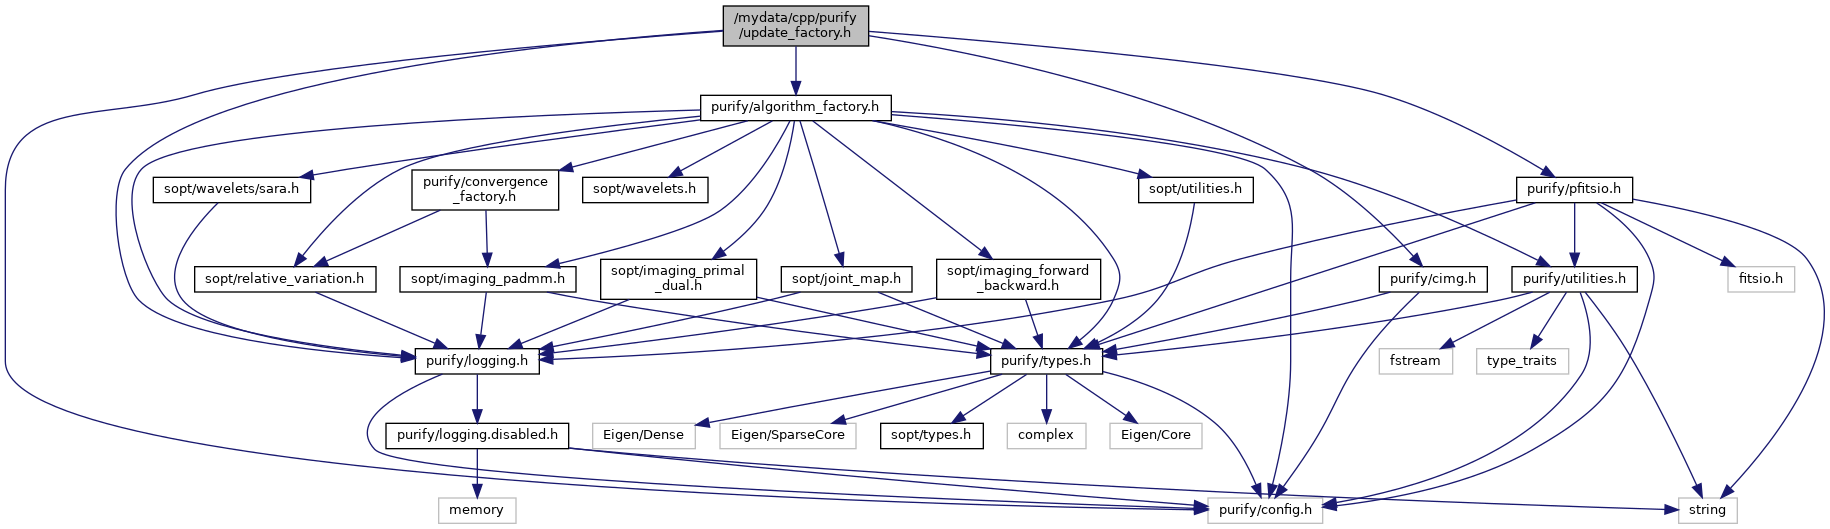 /mydata/cpp/purify
/update_factory.h
purify/algorithm_factory.h
sopt/wavelets/sara.h
purify/convergence
_factory.h
sopt/wavelets.h
sopt/utilities.h
purify/pfitsio.h
sopt/relative_variation.h
sopt/imaging_padmm.h
sopt/imaging_primal
_dual.h
sopt/joint_map.h
sopt/imaging_forward
_backward.h
purify/cimg.h
purify/utilities.h
fitsio.h
purify/logging.h
purify/types.h
fstream
type_traits
purify/logging.disabled.h
Eigen/Dense
Eigen/SparseCore
sopt/types.h
complex
Eigen/Core
memory
purify/config.h
string